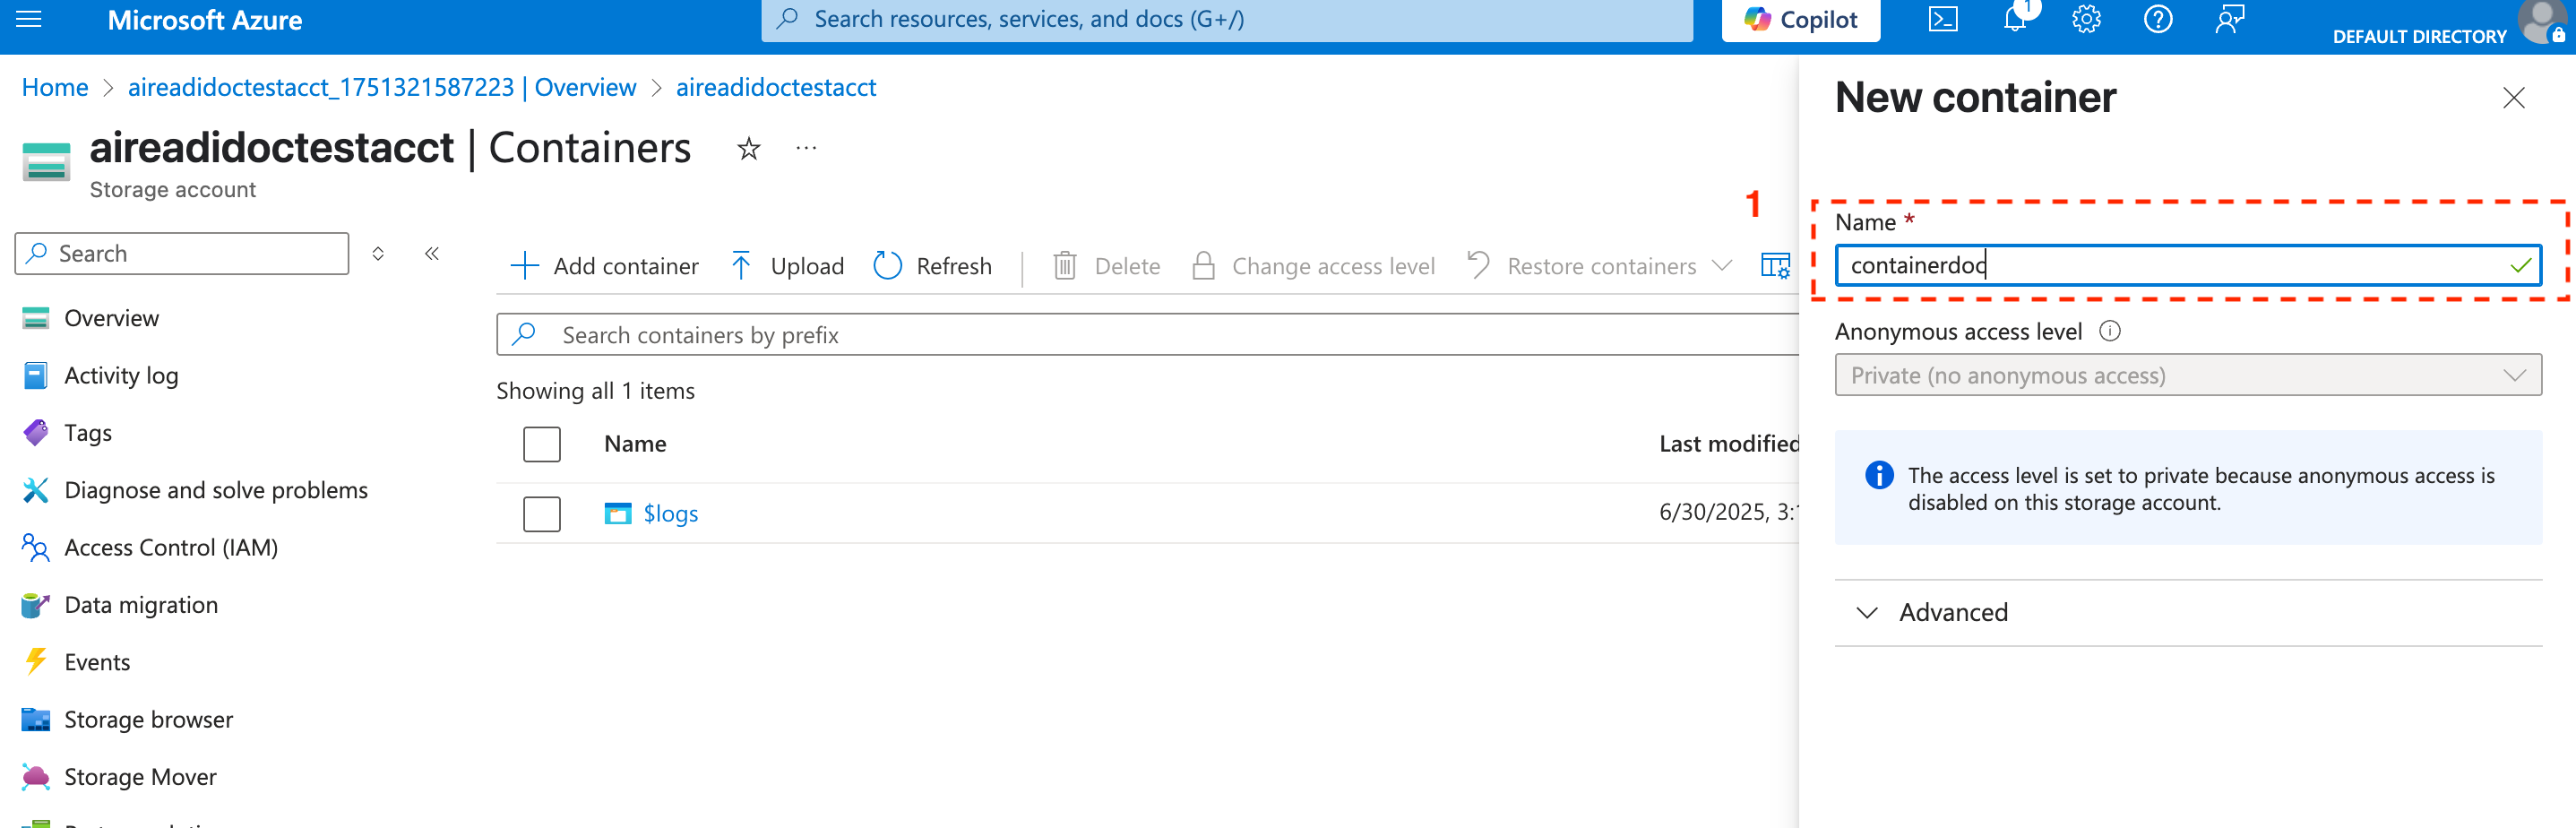 Microsoft Azure
Search resources, services, and docs (G+/)
Copilot
1
DEFAULT DIRECTORY
Home > aireadidoctestacct_1751321587223 | Overview > aireadidoctestacct
aireadidoctestacct | Containers
Storage account
Search
Overview
Activity log
Tags
Diagnose and solve problems
Access Control (IAM)
Data migration
Events
Storage browser
Storage Mover
1
Add container Upload Refresh Delete Change access level Restore containers
Search containers by prefix
Showing all 1 items
Name Last modified
$logs 6/30/2025, 3:1
New container
Name *
containerdoc
Anonymous access level
Private (no anonymous access)
The access level is set to private because anonymous access is
disabled on this storage account.
Advanced